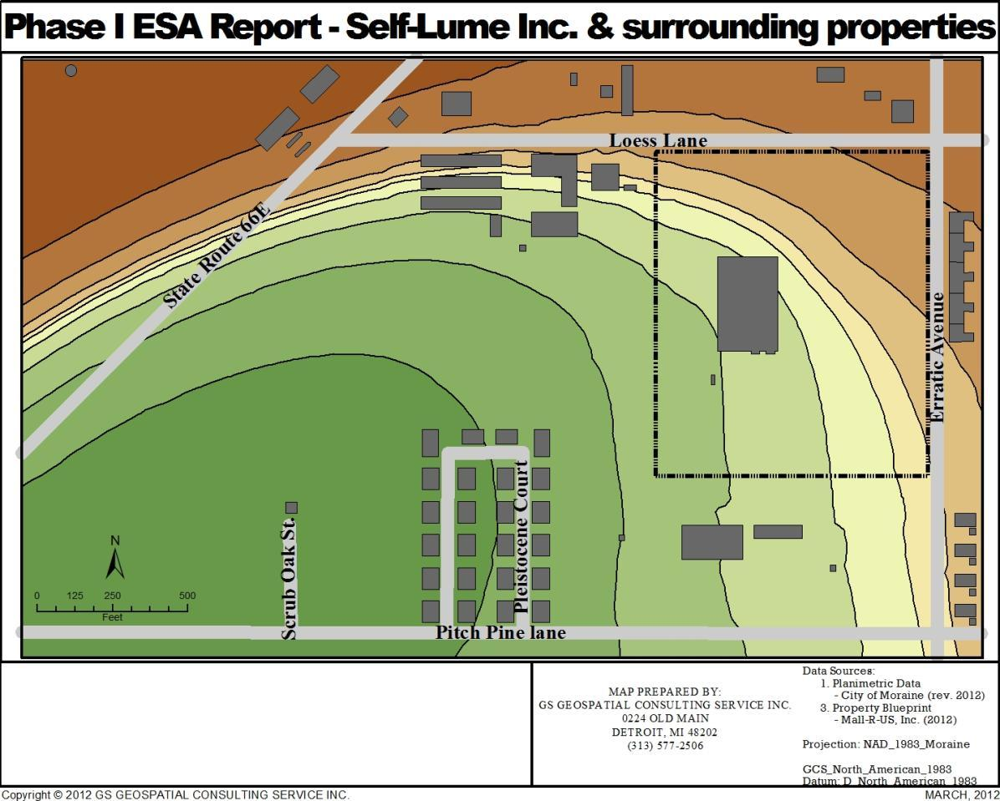 Phase I ESA Report - Self-Lume Inc. & surrounding properties
Loess Lane
State Route 66E
Erratic Avenue
Pleistocene Court
Scrub Oak St.
Pitch Pine lane
N
0 125 250 500
Feet
MAP PREPARED BY:
GS GEOSPATIAL CONSULTING SERVICE INC.
0224 OLD MAIN
DETROIT, MI 48202
(313) 577-2506
Data Sources:
1. Planimetric Data
- City of Moraine (rev. 2012)
3. Property Blueprint
- Mall-R-US, Inc. (2012)
Projection: NAD_1983_Moraine
GCS_North_American_1983
Datum: D_North_American_1983
Copyright © 2012 GS GEOSPATIAL CONSULTING SERVICE INC.
MARCH, 2012